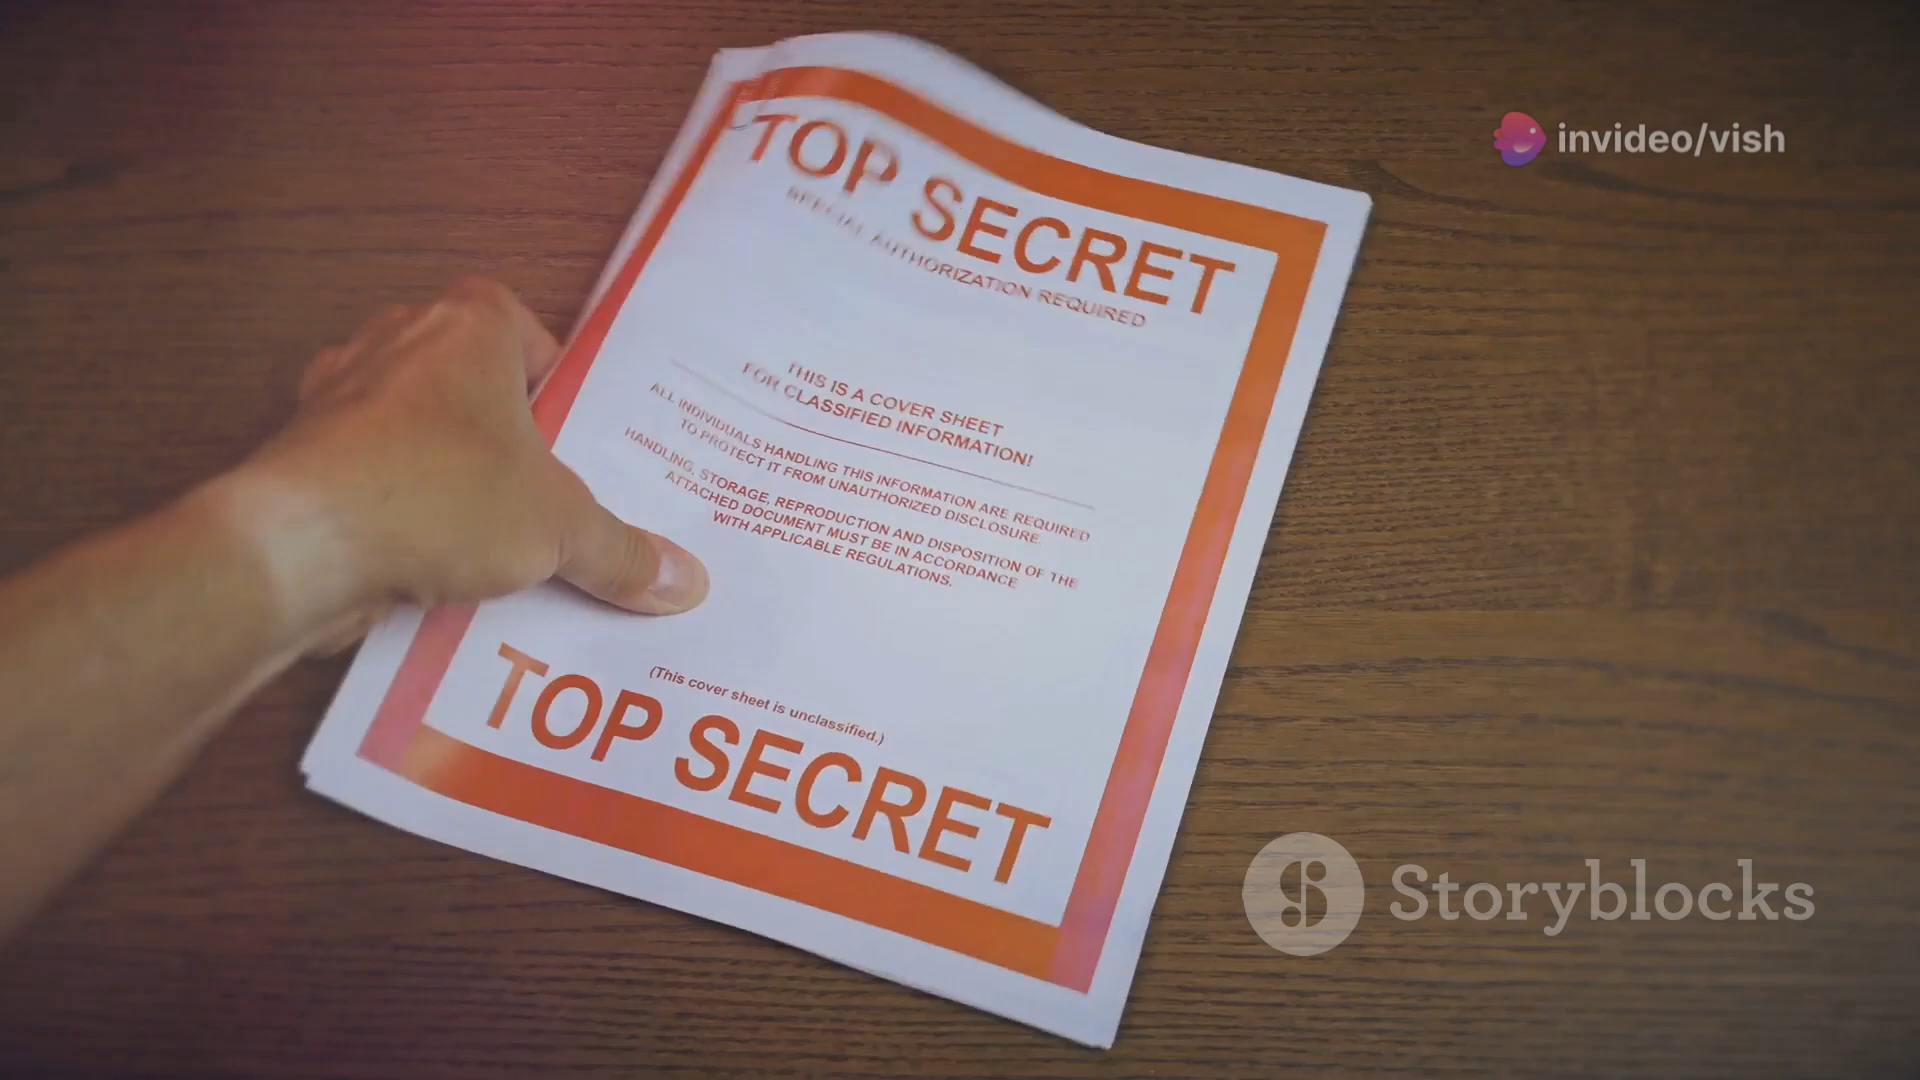 invideo/vish
TOP SECRET
SPECIAL AUTHORIZATION REQUIRED
THIS IS A COVER SHEET
FOR CLASSIFIED INFORMATION!
ALL INDIVIDUALS HANDLING THIS INFORMATION ARE REQUIRED
TO PROTECT IT FROM UNAUTHORIZED DISCLOSURE.
HANDLING, STORAGE, REPRODUCTION AND DISPOSITION OF THE
ATTACHED DOCUMENT MUST BE IN ACCORDANCE
WITH APPLICABLE REGULATIONS.
(This cover sheet is unclassified.)
TOP SECRET
Storyblocks